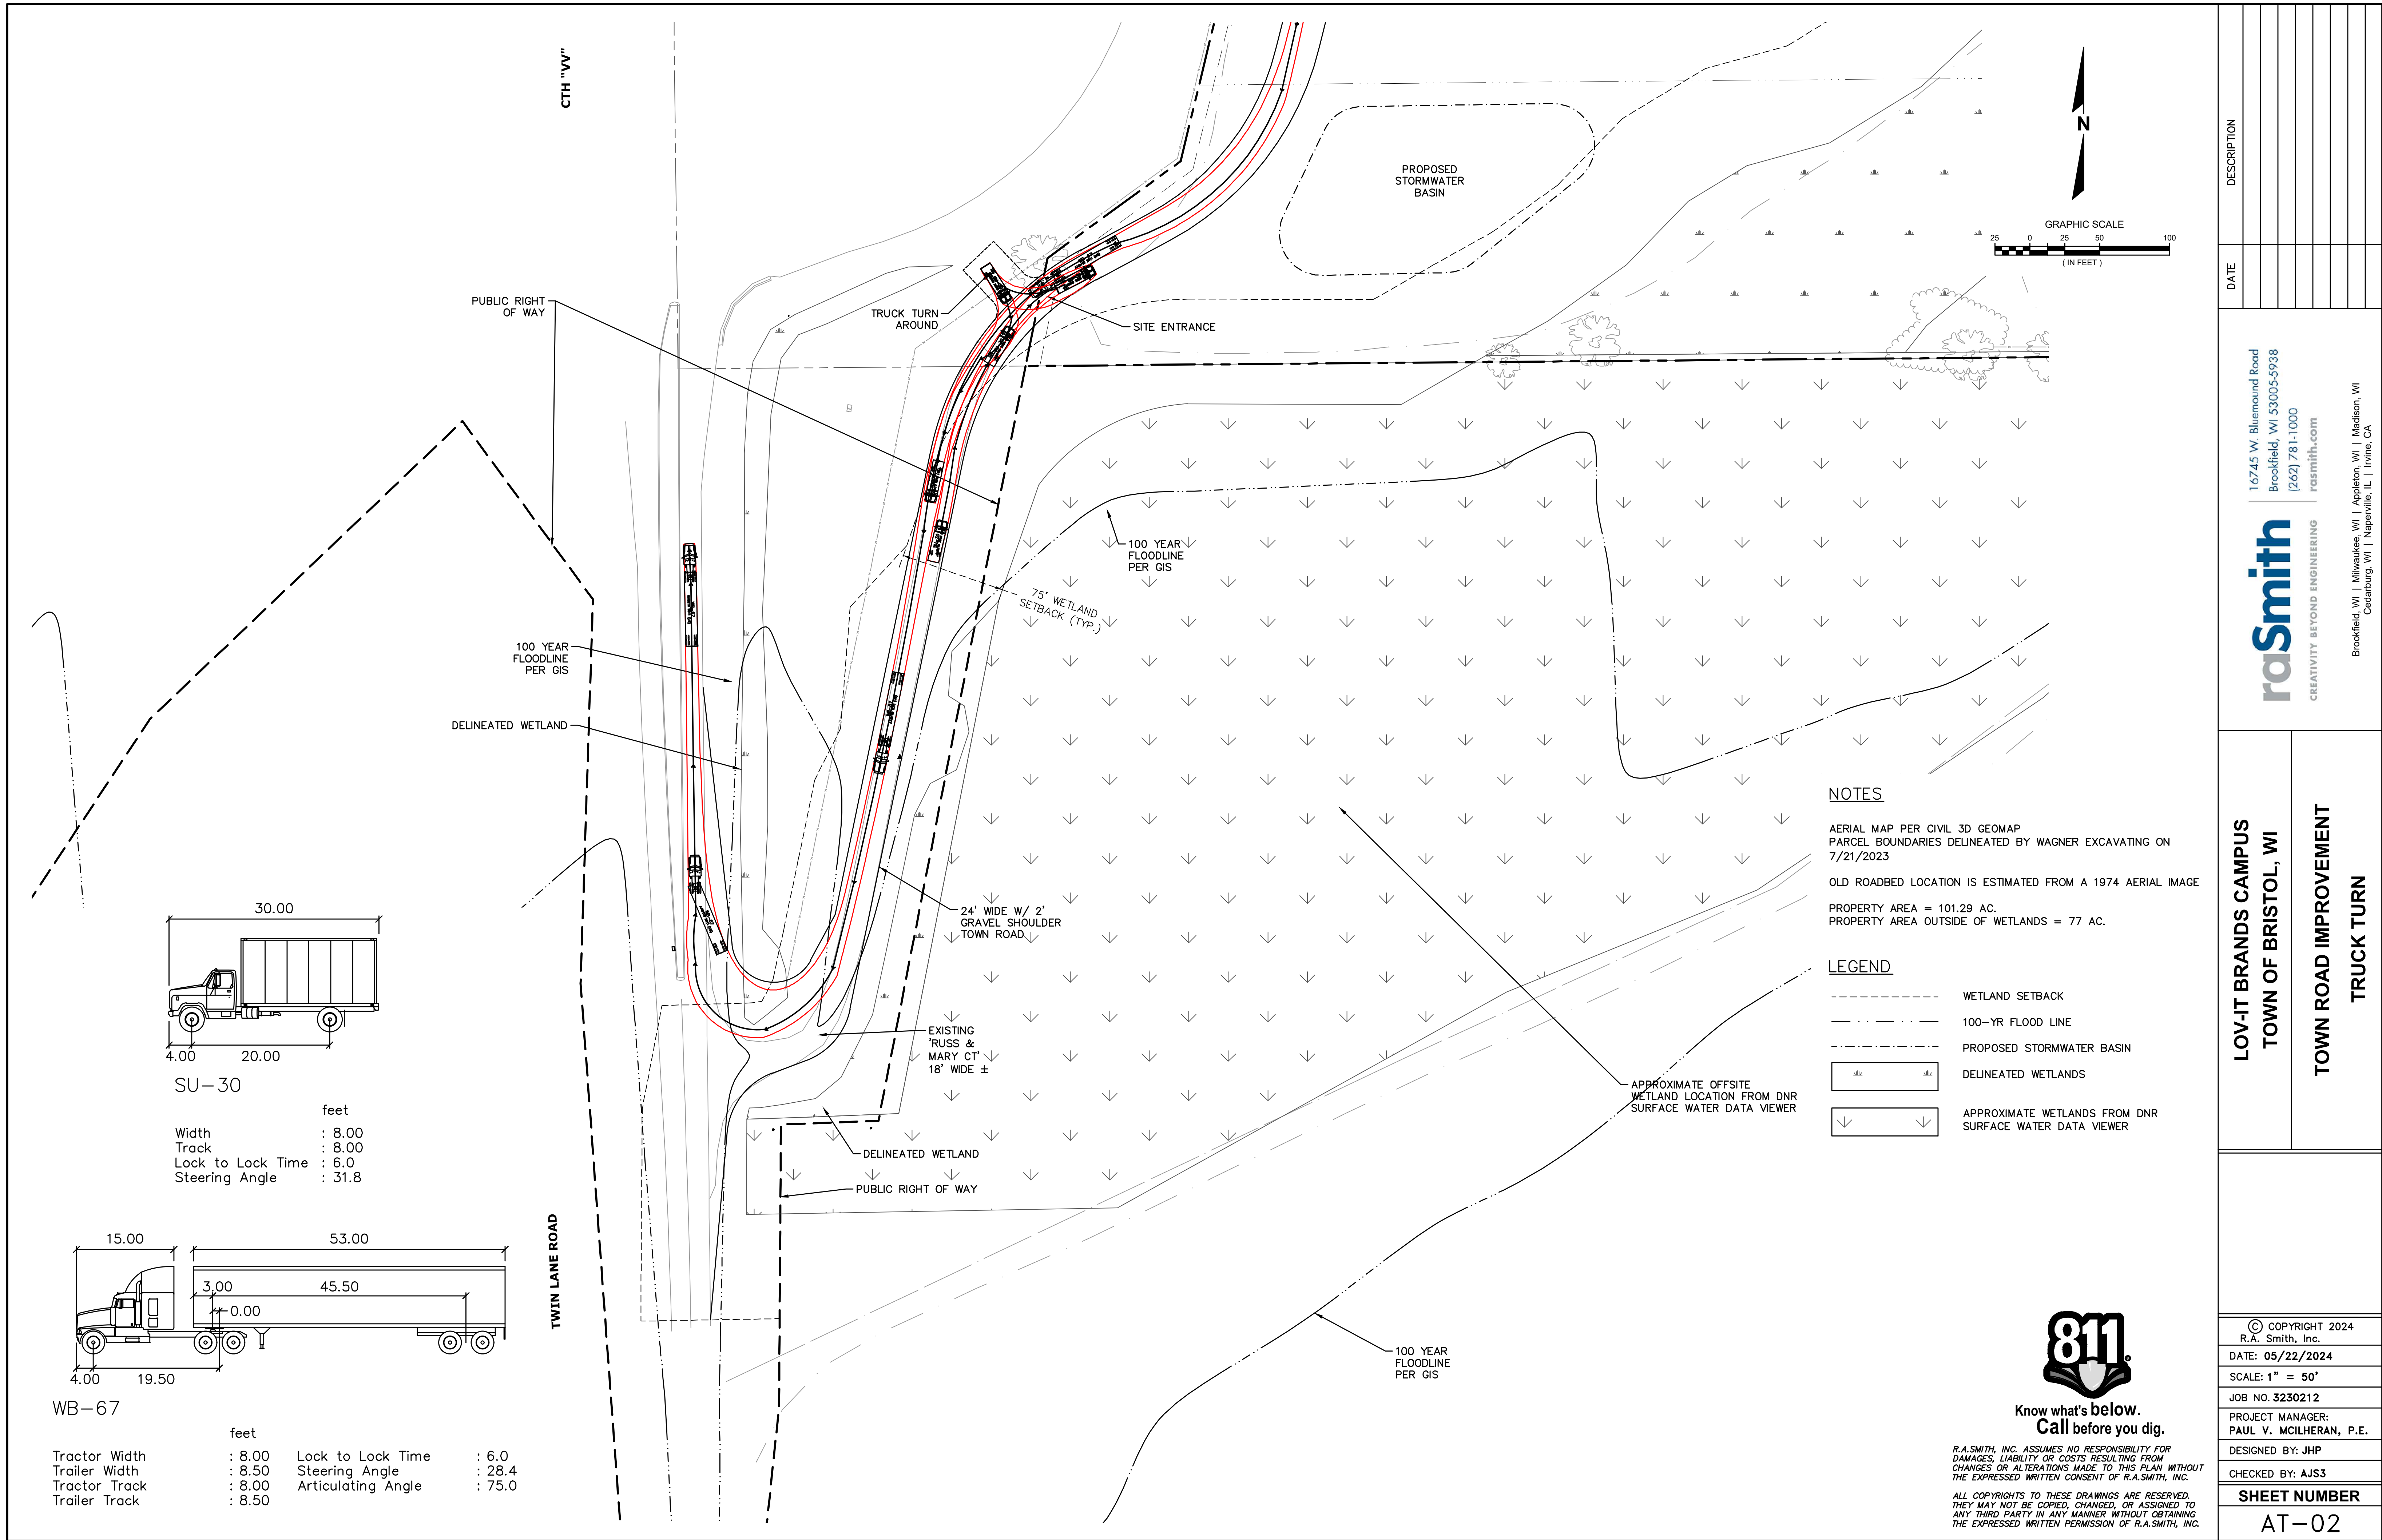 CTH "VV"
PROPOSED
STORMWATER
BASIN
N
GRAPHIC SCALE
25 0 25 50 100
( IN FEET )
PUBLIC RIGHT
OF WAY
TRUCK TURN
AROUND
SITE ENTRANCE
100 YEAR
FLOODLINE
PER GIS
75' WETLAND
SETBACK (TYP.)
100 YEAR
FLOODLINE
PER GIS
DELINEATED WETLAND
24' WIDE W/ 2'
GRAVEL SHOULDER
TOWN ROAD
EXISTING
'RUSS &
MARY CT'
18' WIDE ±
DELINEATED WETLAND
PUBLIC RIGHT OF WAY
TWIN LANE ROAD
APPROXIMATE OFFSITE
WETLAND LOCATION FROM DNR
SURFACE WATER DATA VIEWER
100 YEAR
FLOODLINE
PER GIS
30.00
4.00 20.00
SU-30
feet
Width : 8.00
Track : 8.00
Lock to Lock Time : 6.0
Steering Angle : 31.8
15.00 53.00
3.00 45.50
0.00
4.00 19.50
WB-67
feet
Tractor Width : 8.00 Lock to Lock Time : 6.0
Trailer Width : 8.50 Steering Angle : 28.4
Tractor Track : 8.00 Articulating Angle : 75.0
Trailer Track : 8.50
NOTES
AERIAL MAP PER CIVIL 3D GEOMAP
PARCEL BOUNDARIES DELINEATED BY WAGNER EXCAVATING ON
7/21/2023
OLD ROADBED LOCATION IS ESTIMATED FROM A 1974 AERIAL IMAGE
PROPERTY AREA = 101.29 AC.
PROPERTY AREA OUTSIDE OF WETLANDS = 77 AC.
LEGEND
WETLAND SETBACK
100-YR FLOOD LINE
PROPOSED STORMWATER BASIN
DELINEATED WETLANDS
APPROXIMATE WETLANDS FROM DNR
SURFACE WATER DATA VIEWER
811
Know what's below.
Call before you dig.
R.A.SMITH, INC. ASSUMES NO RESPONSIBILITY FOR
DAMAGES, LIABILITY OR COSTS RESULTING FROM
CHANGES OR ALTERATIONS MADE TO THIS PLAN WITHOUT
THE EXPRESSED WRITTEN CONSENT OF R.A.SMITH, INC.
ALL COPYRIGHTS TO THESE DRAWINGS ARE RESERVED.
THEY MAY NOT BE COPIED, CHANGED, OR ASSIGNED TO
ANY THIRD PARTY IN ANY MANNER WITHOUT OBTAINING
THE EXPRESSED WRITTEN PERMISSION OF R.A.SMITH, INC.
DESCRIPTION
DATE
raSmith
CREATIVITY BEYOND ENGINEERING
16745 W. Bluemound Road
Brookfield, WI 53005-5938
(262) 781-1000
rasmith.com
Brookfield, WI | Milwaukee, WI | Appleton, WI | Madison, WI
Cedarburg, WI | Naperville, IL | Irvine, CA
LOV-IT BRANDS CAMPUS
TOWN OF BRISTOL, WI
TOWN ROAD IMPROVEMENT
TRUCK TURN
© COPYRIGHT 2024
R.A. Smith, Inc.
DATE: 05/22/2024
SCALE: 1" = 50'
JOB NO. 3230212
PROJECT MANAGER:
PAUL V. MCILHERAN, P.E.
DESIGNED BY: JHP
CHECKED BY: AJS3
SHEET NUMBER
AT-02